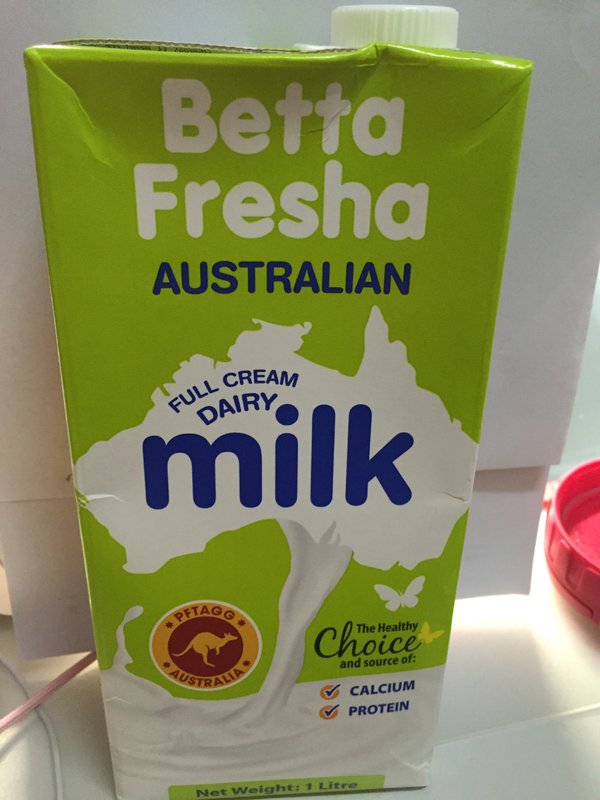 Betta
Fresha
AUSTRALIAN
FULL CREAM
DAIRY
milk
PFTAGG
AUSTRALIA
The Healthy
Choice
and source of:
CALCIUM
PROTEIN
Net Weight: 1 Litre